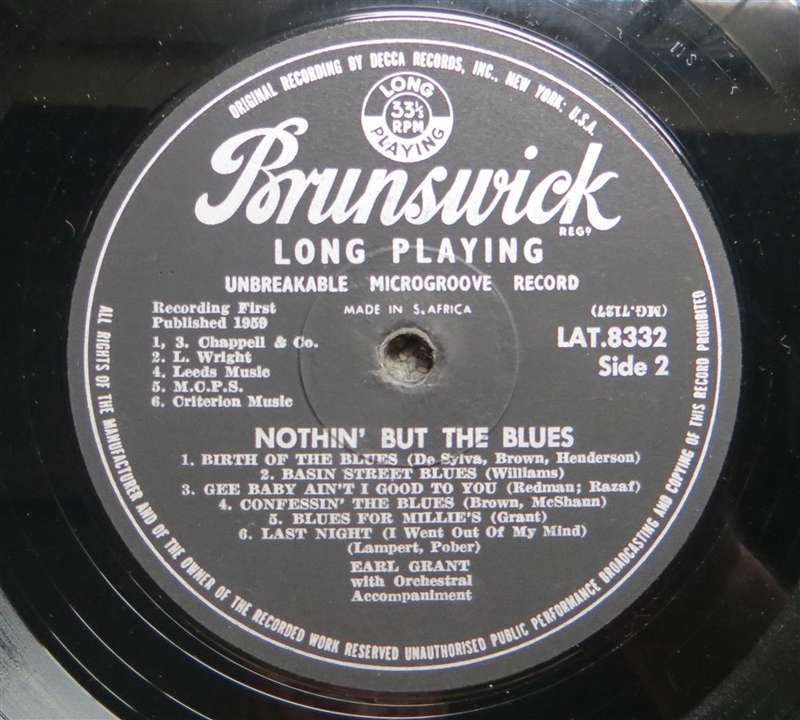 ORIGINAL RECORDING BY DECCA RECORDS, INC., NEW YORK, U.S.A.
LONG
33⅓
RPM
PLAYING
Brunswick
REGD
LONG PLAYING
UNBREAKABLE MICROGROOVE RECORD
MADE IN S. AFRICA
Recording First
Published 1959
1, 3. Chappell & Co.
2. L. Wright
4. Leeds Music
5. M.C.P.S.
6. Criterion Music
(MG.7127)
LAT.8332
Side 2
NOTHIN' BUT THE BLUES
1. BIRTH OF THE BLUES (De Sylva, Brown, Henderson)
2. BASIN STREET BLUES (Williams)
3. GEE BABY AIN'T I GOOD TO YOU (Redman; Razaf)
4. CONFESSIN' THE BLUES (Brown, McShann)
5. BLUES FOR MILLIE'S (Grant)
6. LAST NIGHT (I Went Out Of My Mind)
(Lampert, Pober)
EARL GRANT
with Orchestral
Accompaniment
ALL RIGHTS OF THE MANUFACTURER AND OF THE OWNER OF THE RECORDED WORK RESERVED UNAUTHORISED PUBLIC PERFORMANCE BROADCASTING AND COPYING OF THIS RECORD PROHIBITED